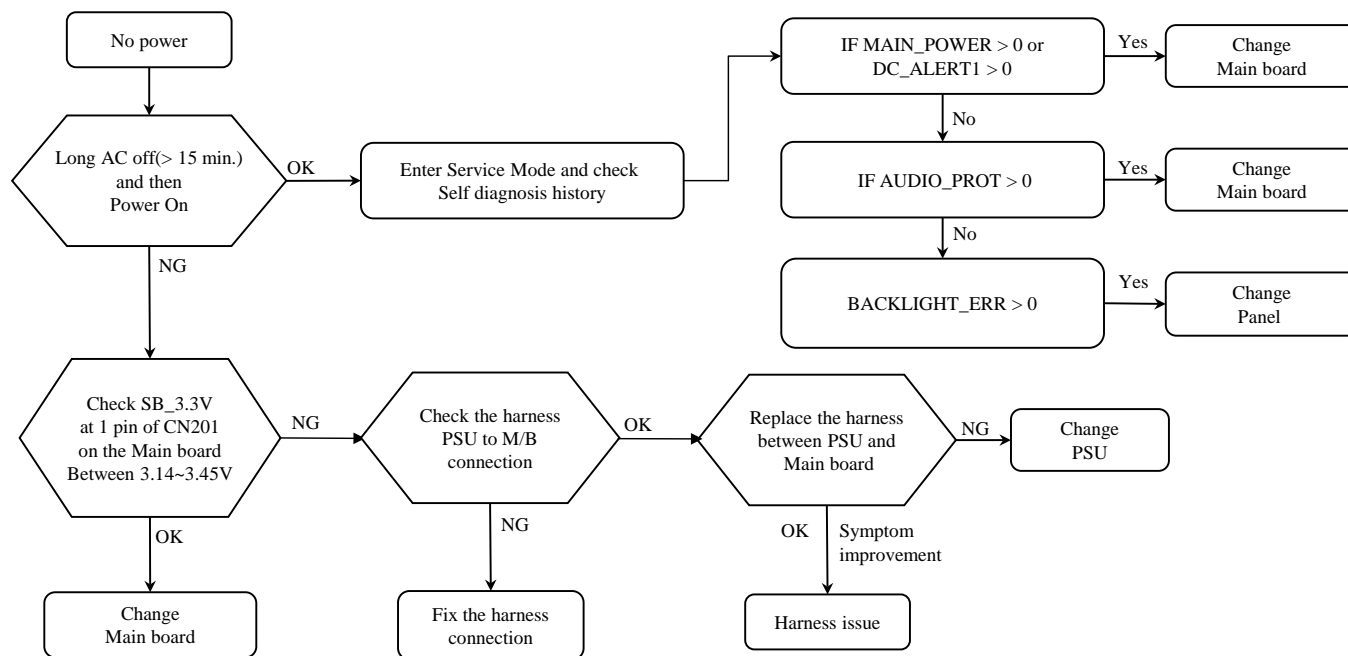 No power
Long AC off(> 15 min.)
and then
Power On
OK
Enter Service Mode and check
Self diagnosis history
IF MAIN_POWER > 0 or
DC_ALERT1 > 0
Yes
Change
Main board
No
IF AUDIO_PROT > 0
Yes
Change
Main board
No
BACKLIGHT_ERR > 0
Yes
Change
Panel
NG
Check SB_3.3V
at 1 pin of CN201
on the Main board
Between 3.14~3.45V
NG
Check the harness
PSU to M/B
connection
OK
Replace the harness
between PSU and
Main board
NG
Change
PSU
OK
Change
Main board
NG
Fix the harness
connection
OK
Symptom
improvement
Harness issue